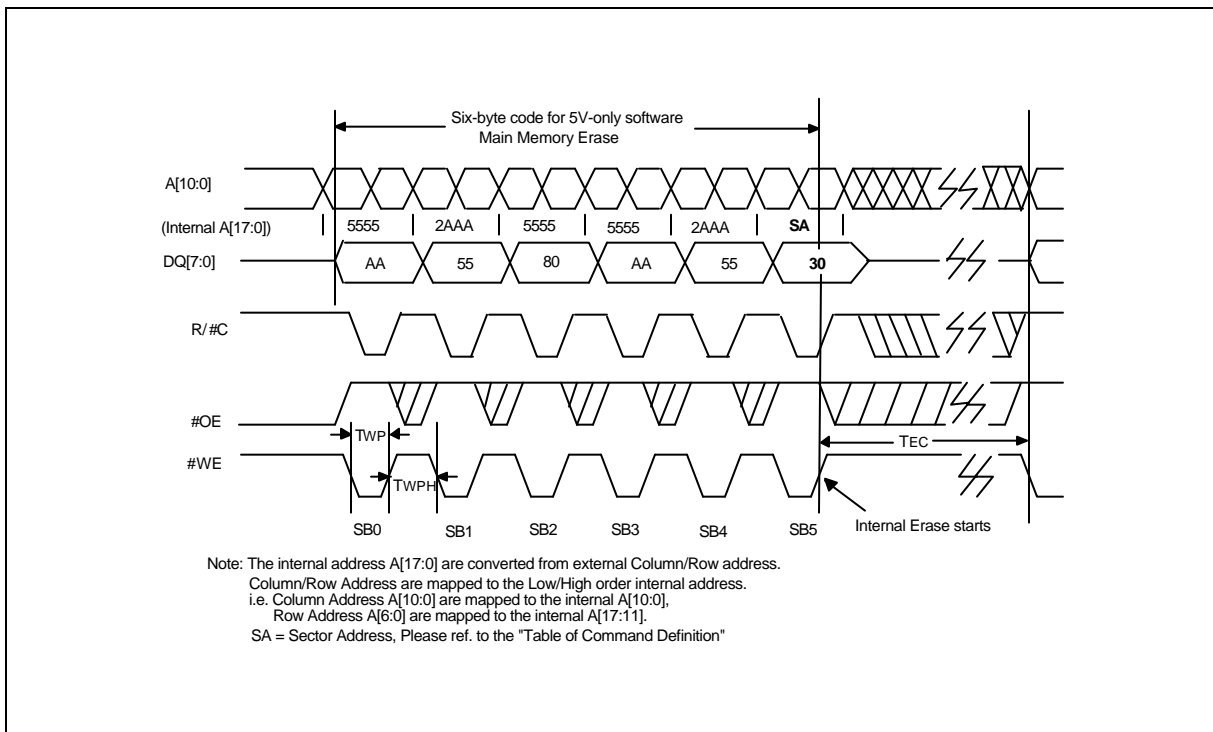 Six-byte code for 5V-only software
Main Memory Erase
A[10:0]
(Internal A[17:0])
5555 2AAA 5555 5555 2AAA SA
DQ[7:0]
AA 55 80 AA 55 30
R/#C
#OE
TWP
TEC
#WE
TWPH
SB0 SB1 SB2 SB3 SB4 SB5
Internal Erase starts
Note: The internal address A[17:0] are converted from external Column/Row address.
Column/Row Address are mapped to the Low/High order internal address.
i.e. Column Address A[10:0] are mapped to the internal A[10:0],
Row Address A[6:0] are mapped to the internal A[17:11].
SA = Sector Address, Please ref. to the "Table of Command Definition"